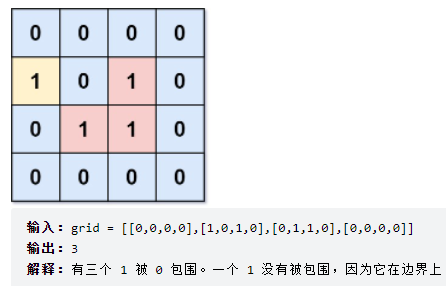 0 0 0 0
1 0 1 0
0 1 1 0
0 0 0 0
输入：grid = [[0,0,0,0],[1,0,1,0],[0,1,1,0],[0,0,0,0]]
输出：3
解释：有三个 1 被 0 包围。一个 1 没有被包围，因为它在边界上